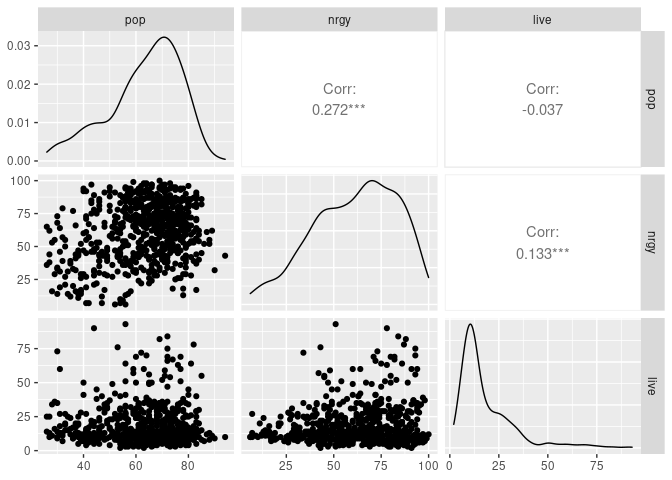 pop nrgy live
0.03
0.02
0.01
0.00
Corr:
0.272***
Corr:
-0.037
pop
100
75
50
25
Corr:
0.133***
nrgy
75
50
25
0
live
40 60 80 25 50 75 100 0 25 50 75